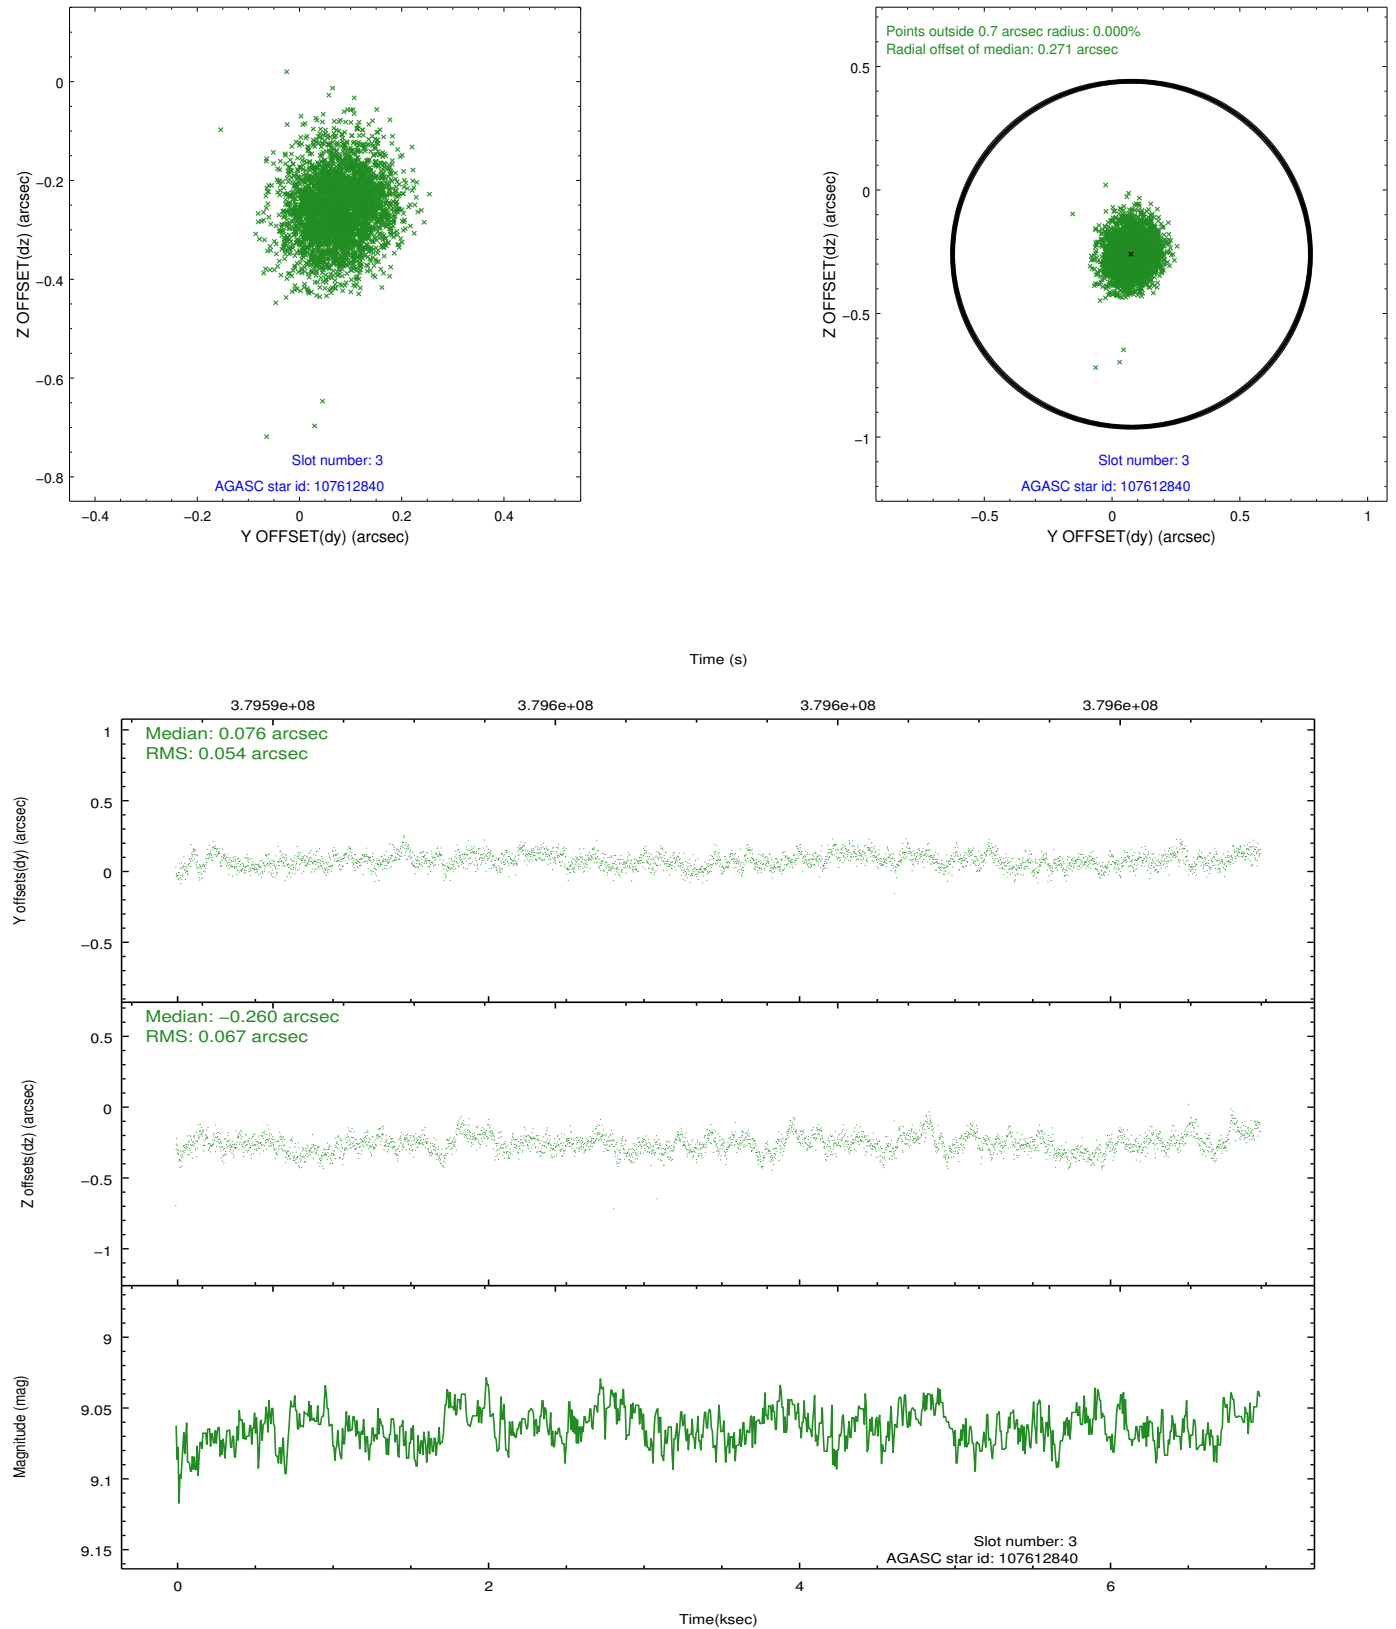 0
−0.2
−0.4
−0.6
−0.8
Z OFFSET(dz) (arcsec)
Slot number: 3
AGASC star id: 107612840
−0.4
−0.2
0
0.2
0.4
Y OFFSET(dy) (arcsec)
Points outside 0.7 arcsec radius: 0.000%
Radial offset of median: 0.271 arcsec
0.5
0
−0.5
−1
Z OFFSET(dz) (arcsec)
Slot number: 3
AGASC star id: 107612840
−0.5
0
0.5
1
Y OFFSET(dy) (arcsec)
Time (s)
3.7959e+08
3.796e+08
3.796e+08
3.796e+08
Median: 0.076 arcsec
RMS: 0.054 arcsec
1
0.5
0
−0.5
Y offsets(dy) (arcsec)
Median: −0.260 arcsec
RMS: 0.067 arcsec
0.5
0
−0.5
−1
Z offsets(dz) (arcsec)
9
9.05
9.1
9.15
Magnitude (mag)
Slot number: 3
AGASC star id: 107612840
0
2
4
6
Time(ksec)